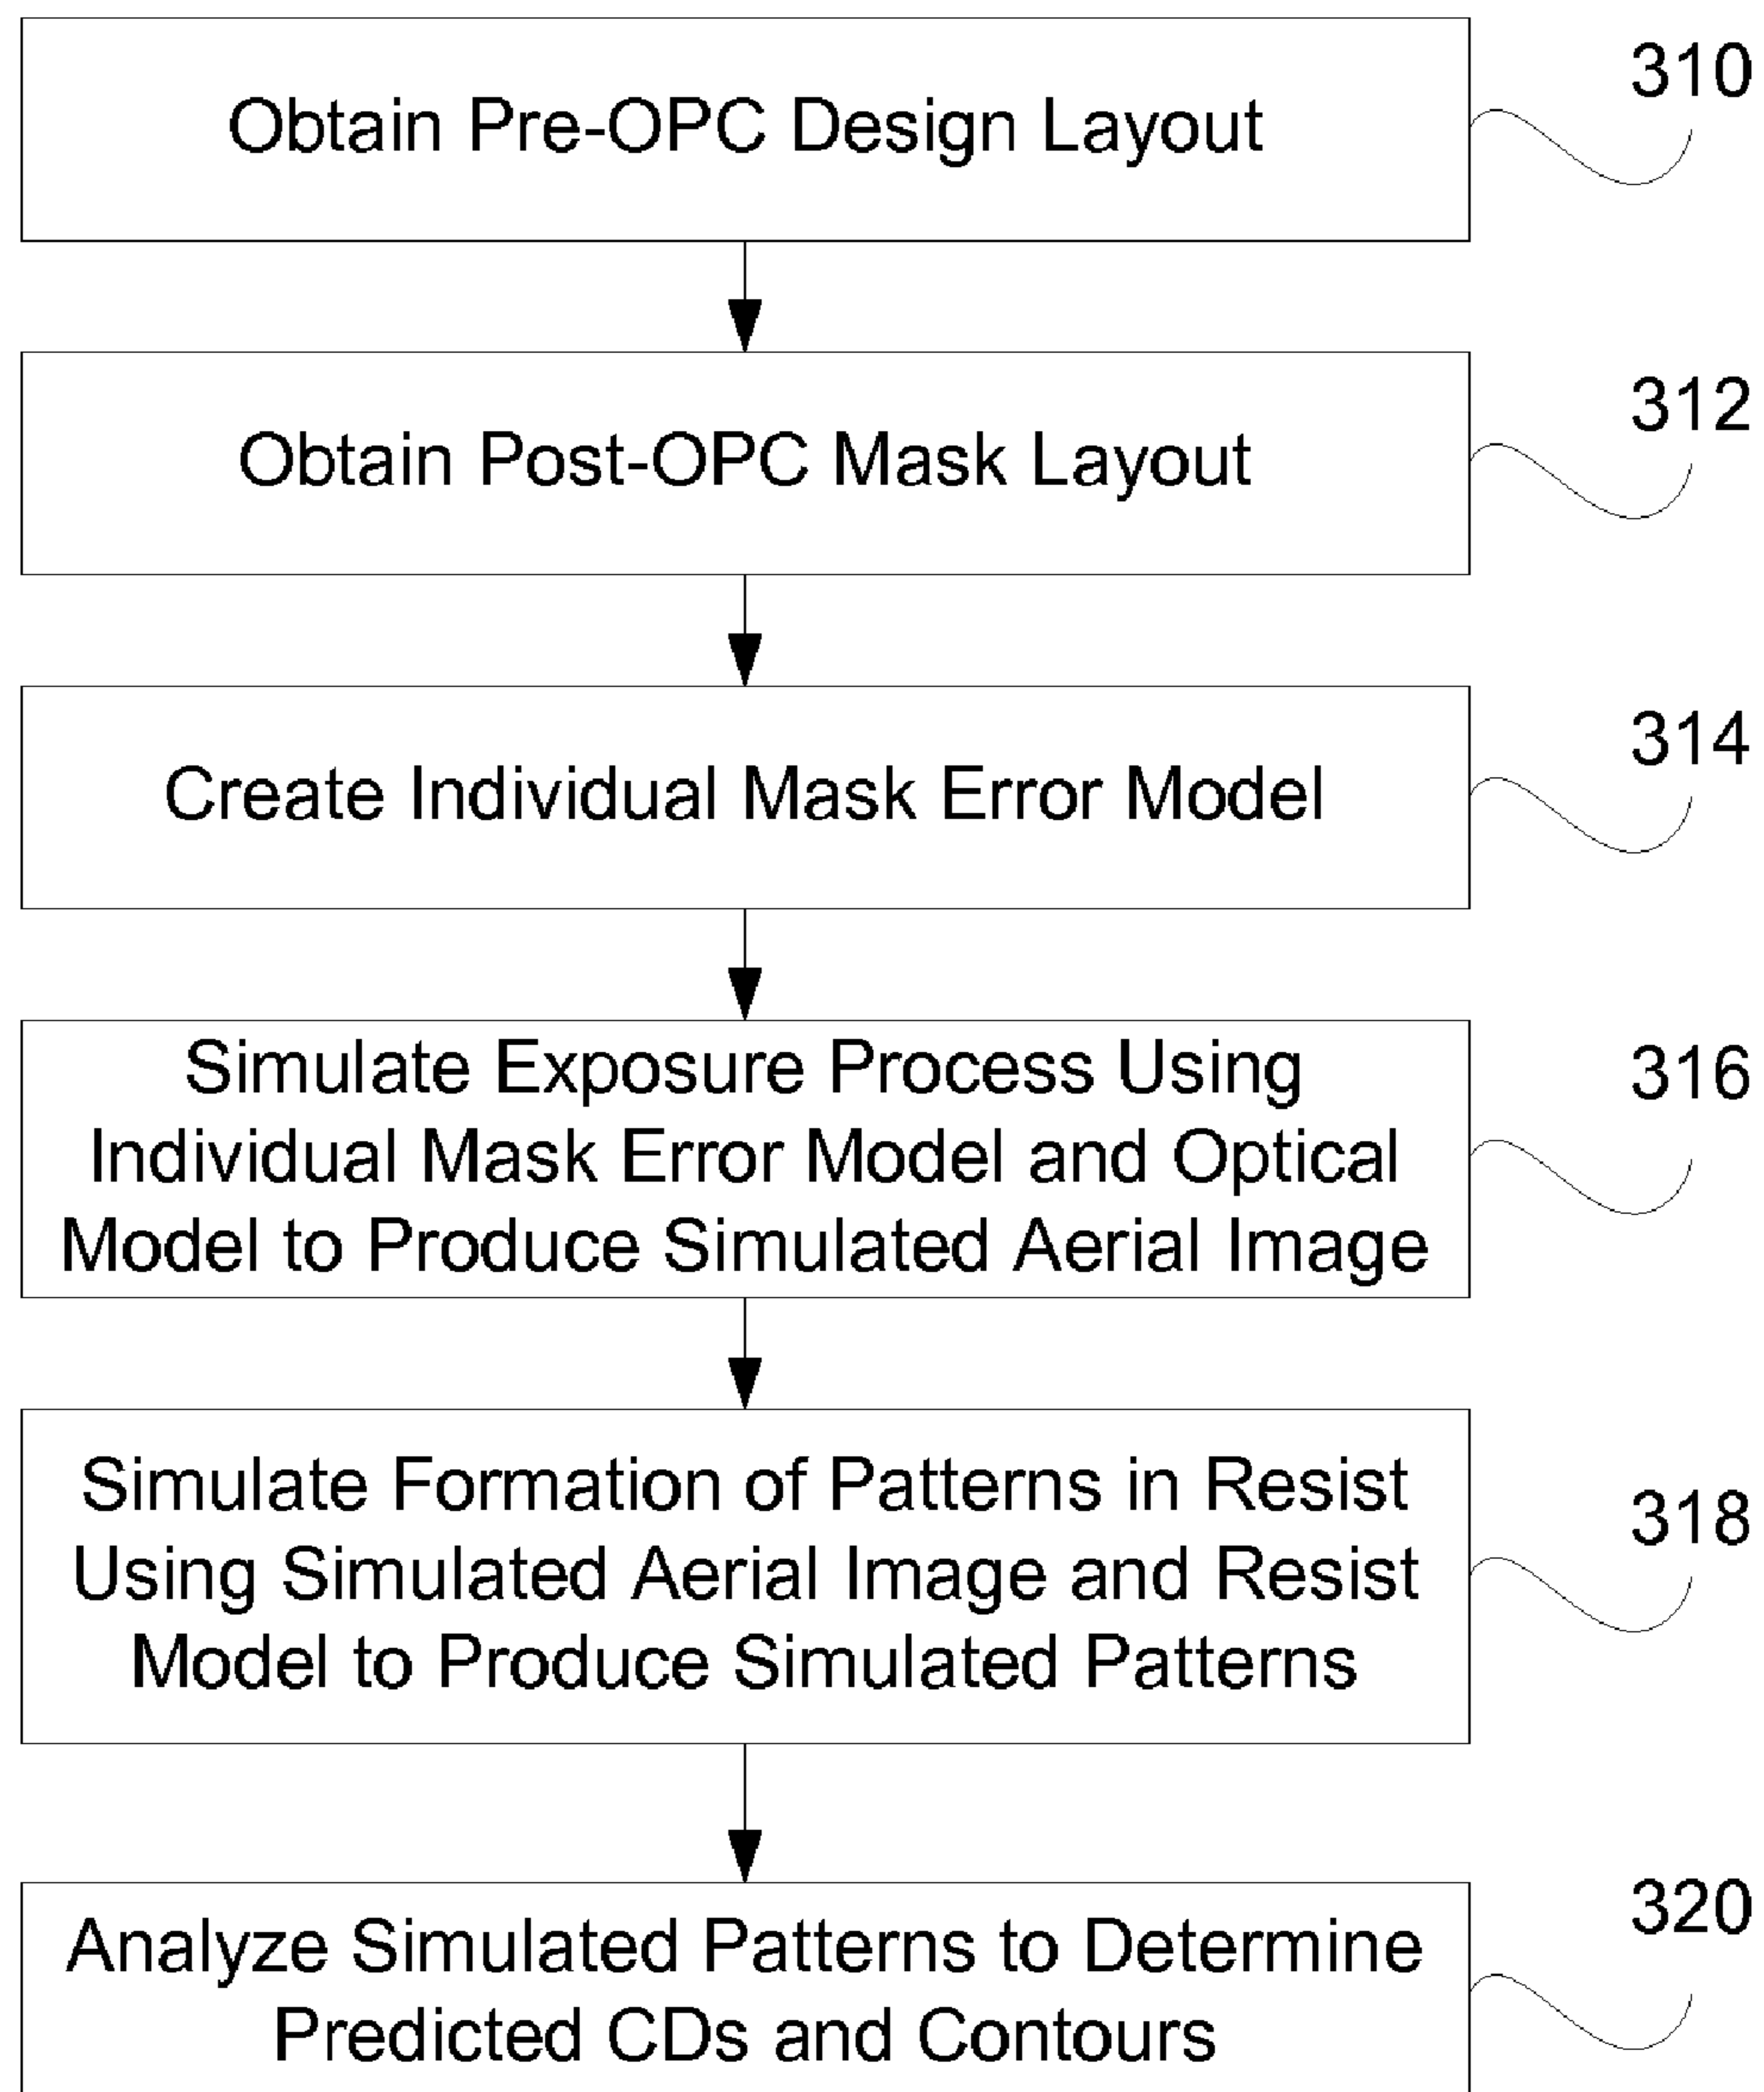 Obtain Pre-OPC Design Layout
310
Obtain Post-OPC Mask Layout
312
Create Individual Mask Error Model
314
Simulate Exposure Process Using
Individual Mask Error Model and Optical
Model to Produce Simulated Aerial Image
316
Simulate Formation of Patterns in Resist
Using Simulated Aerial Image and Resist
Model to Produce Simulated Patterns
318
Analyze Simulated Patterns to Determine
Predicted CDs and Contours
320